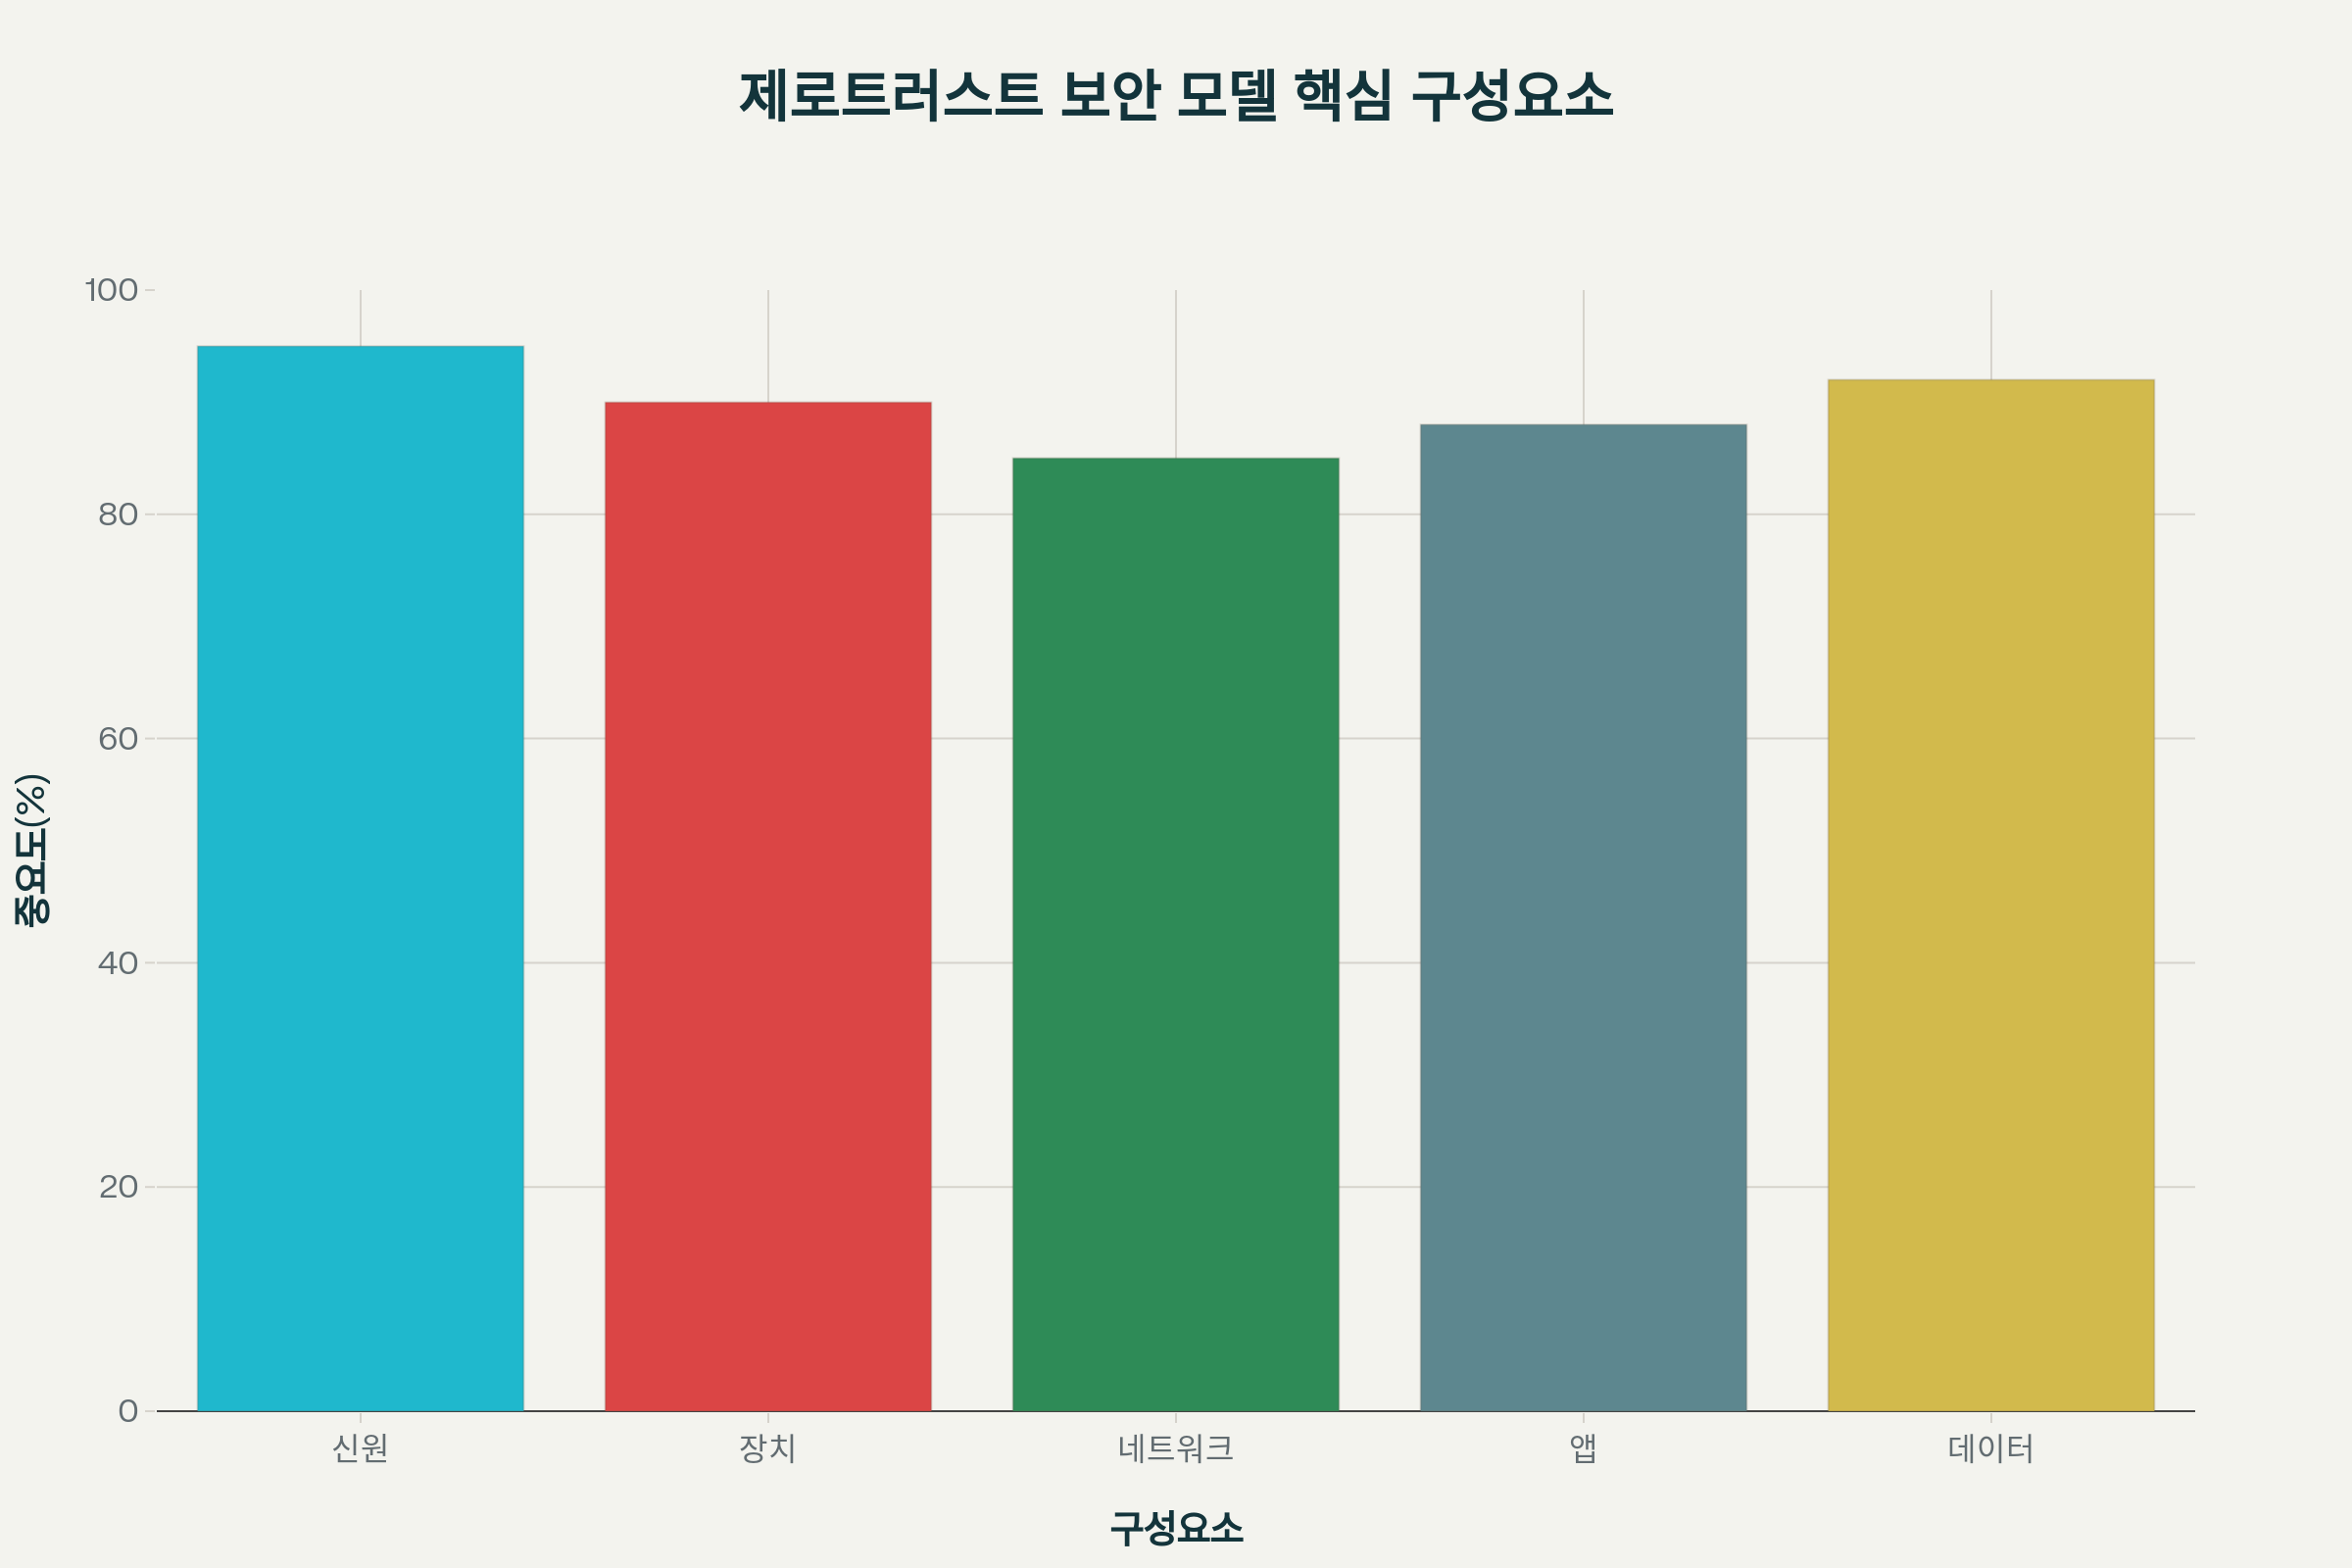 제로트러스트 보안 모델 핵심 구성요소
중요도(%)
100
80
60
40
20
0
신원
장치
네트워크
앱
데이터
구성요소